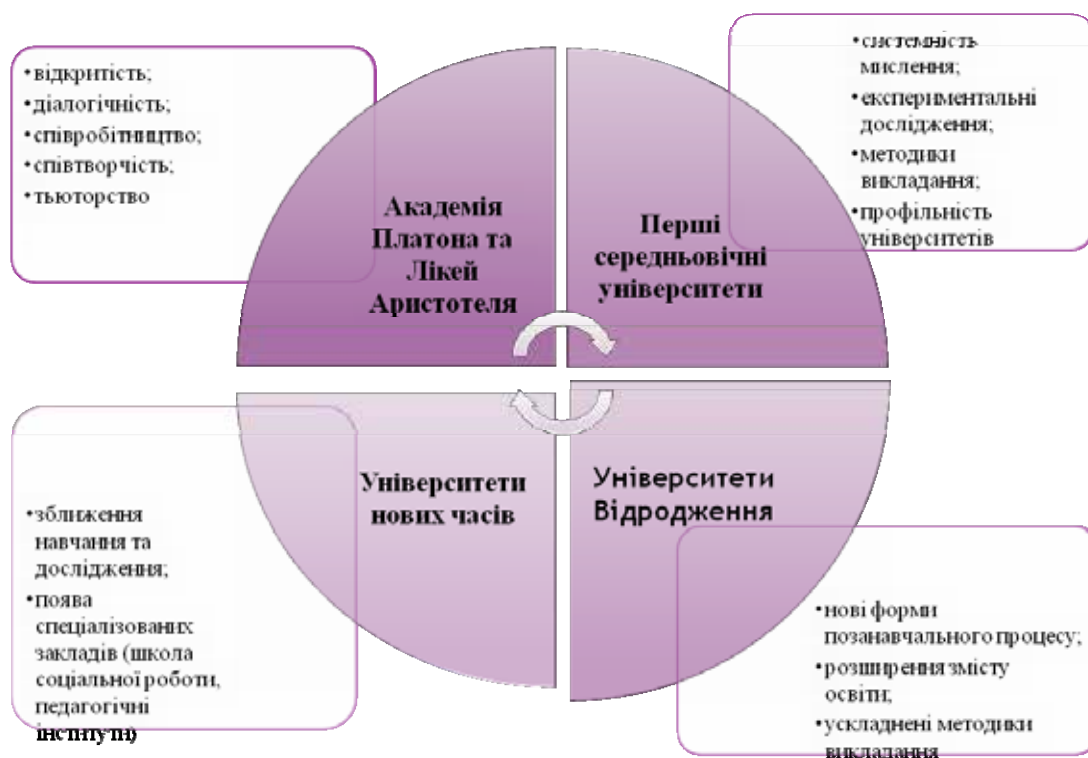 •відкритість;
•діалогічність;
•співробітництво;
•співтворчість;
•тьюторство
Академія
Платона та
Лікей
Аристотеля
•системність
мислення;
•експериментальні
дослідження;
•методики
викладання;
•профільність
університетів
Перші
середньовічні
університети
Університети
нових часів
•зближення
навчання та
дослідження;
•поява
спеціалізованих
закладів (школа
соціальної роботи,
педагогічні
інститути)
Університети
Відродження
•нові форми
позанавчального процесу;
•розширення змісту
освіти;
•ускладнені методики
викладання